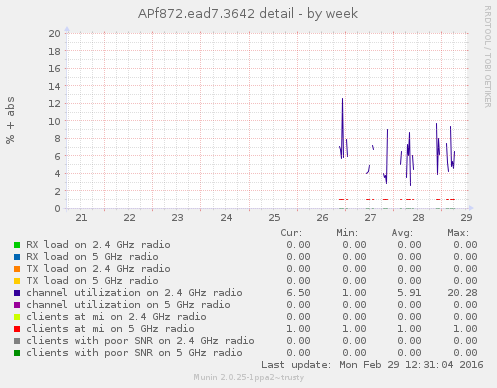 APf872.ead7.3642 detail - by week
RRDTOOL / TOBI OETIKER
% + abs
20
18
16
14
12
10
8
6
4
2
0
21 22 23 24 25 26 27 28 29
Cur: Min: Avg: Max:
RX load on 2.4 GHz radio 0.00 0.00 0.00 0.00
RX load on 5 GHz radio 0.00 0.00 0.00 0.00
TX load on 2.4 GHz radio 0.00 0.00 0.00 0.00
TX load on 5 GHz radio 0.00 0.00 0.00 0.00
channel utilization on 2.4 GHz radio 6.50 1.00 5.91 20.28
channel utilization on 5 GHz radio 0.00 0.00 0.00 0.00
clients at mi on 2.4 GHz radio 0.00 0.00 0.00 0.00
clients at mi on 5 GHz radio 1.00 1.00 1.00 1.00
clients with poor SNR on 2.4 GHz radio 0.00 0.00 0.00 0.00
clients with poor SNR on 5 GHz radio 0.00 0.00 0.00 0.00
Last update: Mon Feb 29 12:31:04 2016
Munin 2.0.25-1ppa2~trusty